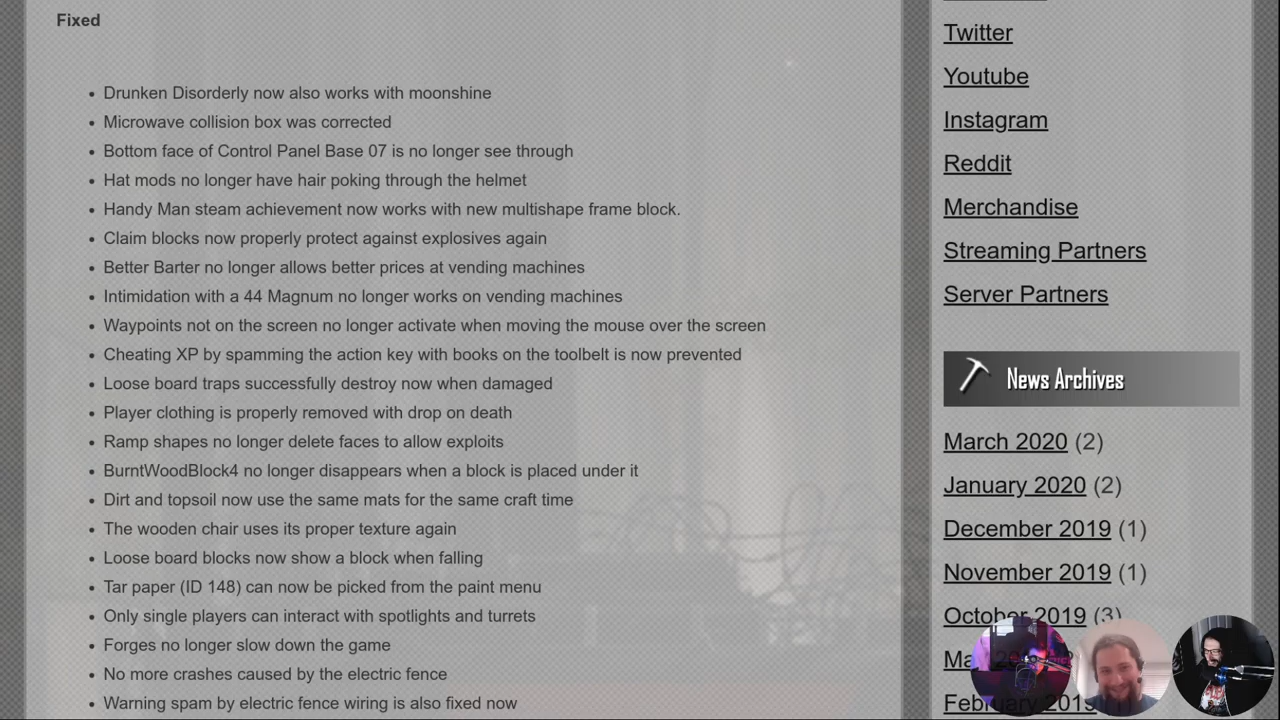 Fixed
Drunken Disorderly now also works with moonshine
Microwave collision box was corrected
Bottom face of Control Panel Base 07 is no longer see through
Hat mods no longer have hair poking through the helmet
Handy Man steam achievement now works with new multishape frame block.
Claim blocks now properly protect against explosives again
Better Barter no longer allows better prices at vending machines
Intimidation with a 44 Magnum no longer works on vending machines
Waypoints not on the screen no longer activate when moving the mouse over the screen
Cheating XP by spamming the action key with books on the toolbelt is now prevented
Loose board traps successfully destroy now when damaged
Player clothing is properly removed with drop on death
Ramp shapes no longer delete faces to allow exploits
BurntWoodBlock4 no longer disappears when a block is placed under it
Dirt and topsoil now use the same mats for the same craft time
The wooden chair uses its proper texture again
Loose board blocks now show a block when falling
Tar paper (ID 148) can now be picked from the paint menu
Only single players can interact with spotlights and turrets
Forges no longer slow down the game
No more crashes caused by the electric fence
Warning spam by electric fence wiring is also fixed now
Twitter
Youtube
Instagram
Reddit
Merchandise
Streaming Partners
Server Partners
News Archives
March 2020 (2)
January 2020 (2)
December 2019 (1)
November 2019 (1)
October 2019 (3)
February 2019